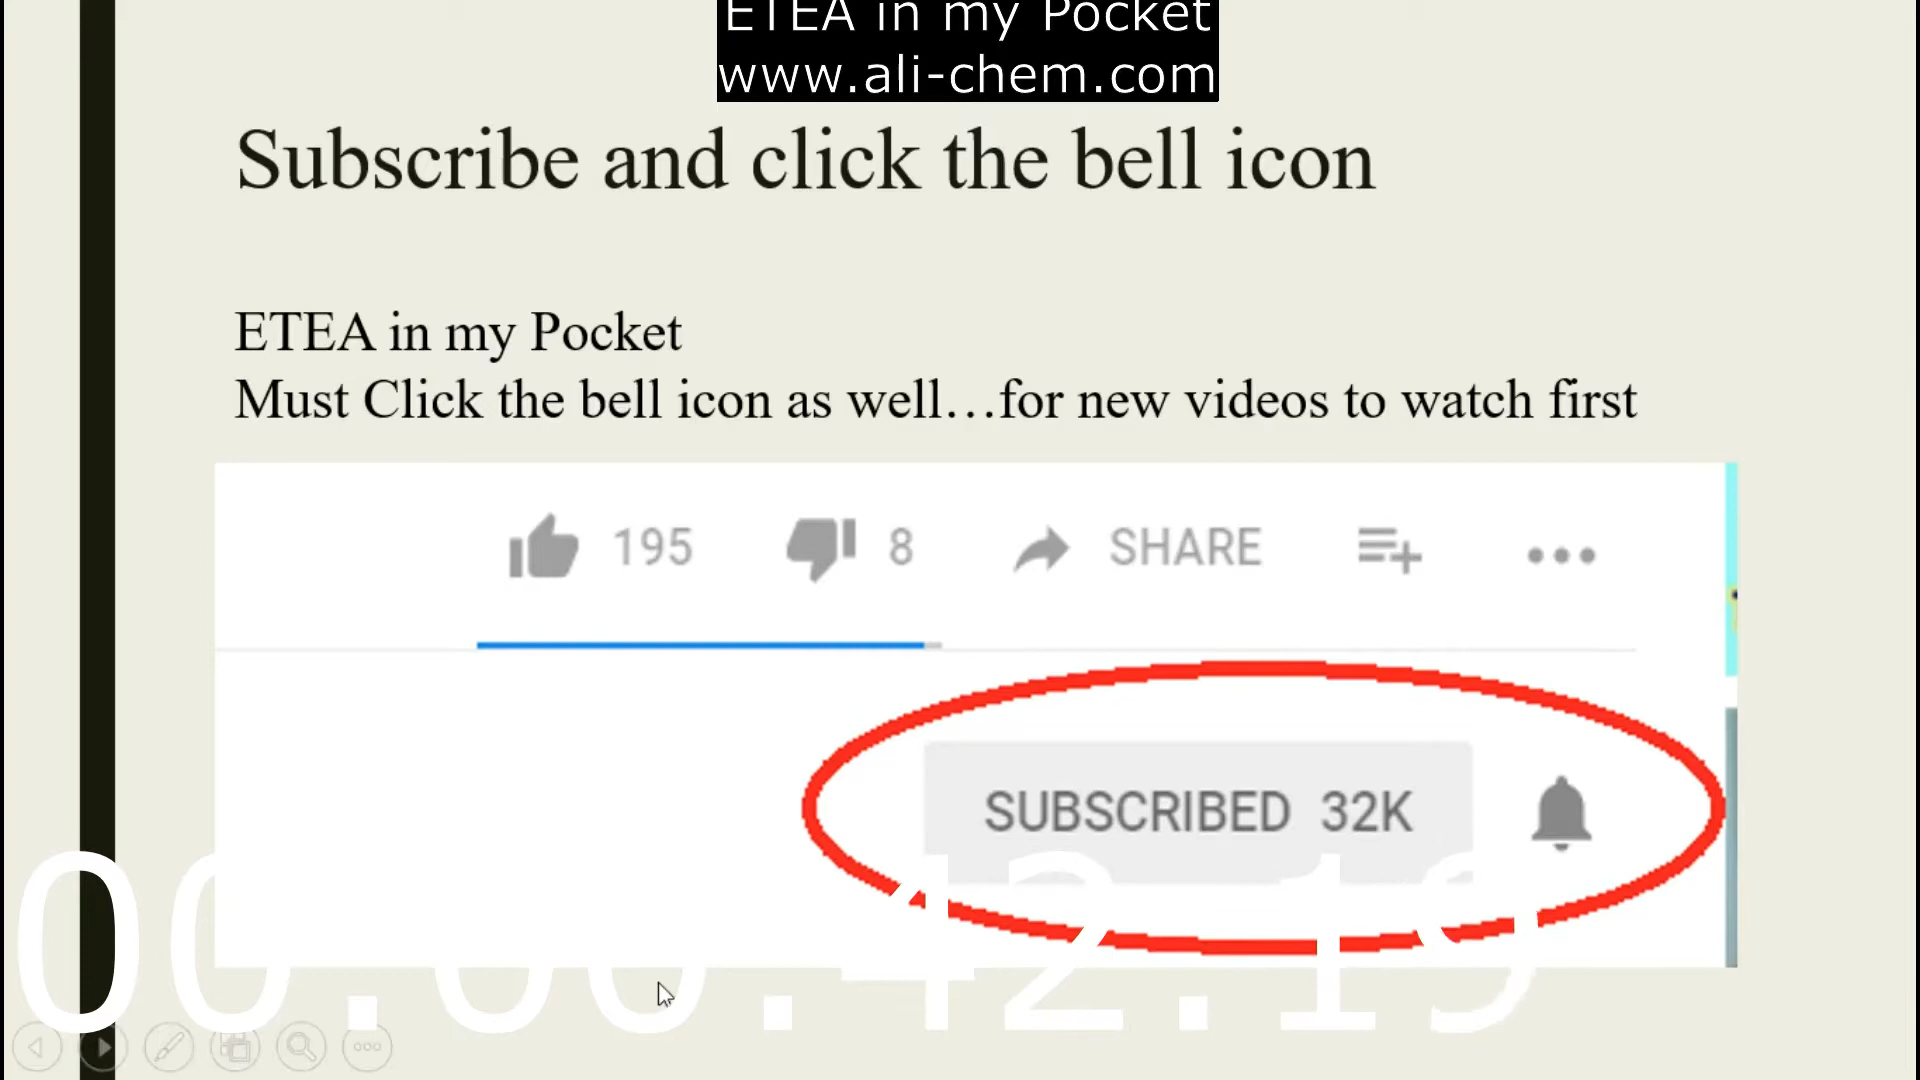 ETEA in my Pocket
www.ali-chem.com
Subscribe and click the bell icon
ETEA in my Pocket
Must Click the bell icon as well…for new videos to watch first
195 8 SHARE
SUBSCRIBED 32K
00:00:42.19